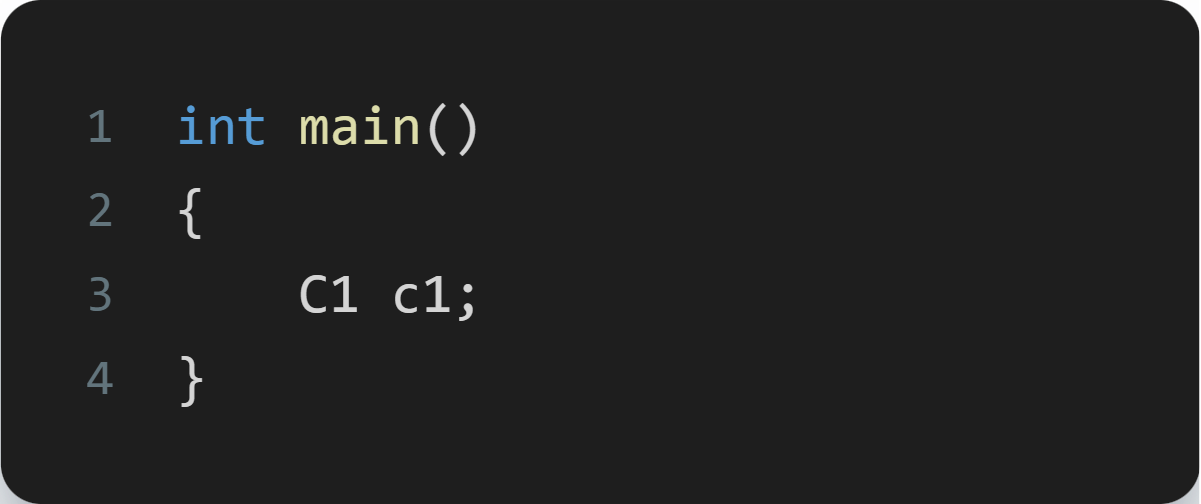 1 int main()
2 {
3     C1 c1;
4 }